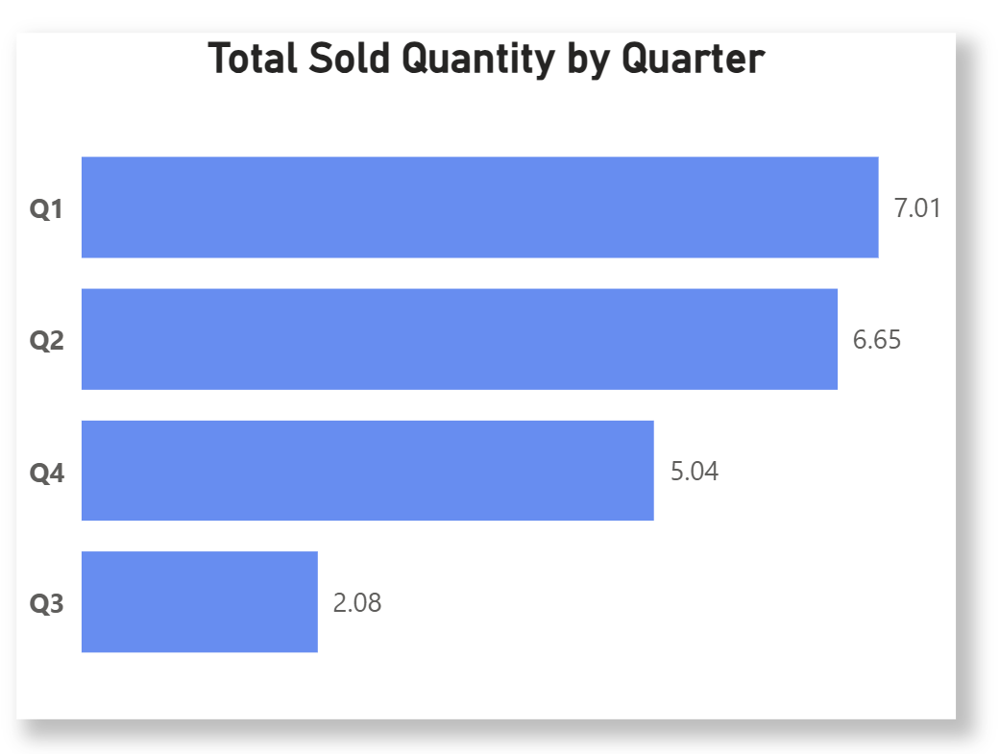 Total Sold Quantity by Quarter
Q1 7.01
Q2 6.65
Q4 5.04
Q3 2.08